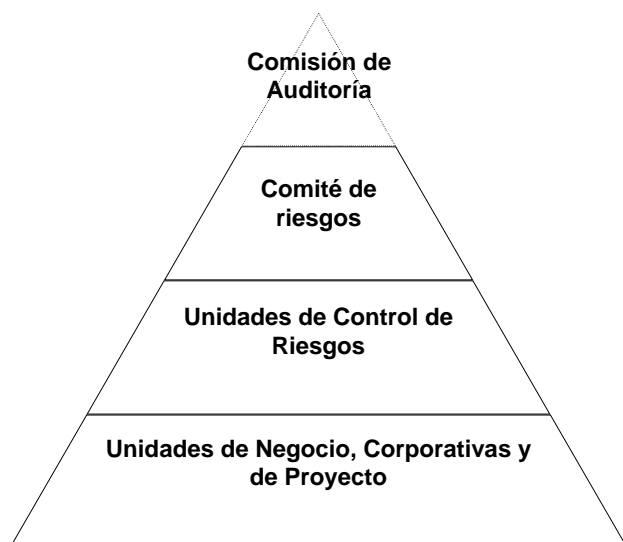 Comisión de
Auditoría
Comité de
riesgos
Unidades de Control de
Riesgos
Unidades de Negocio, Corporativas y
de Proyecto